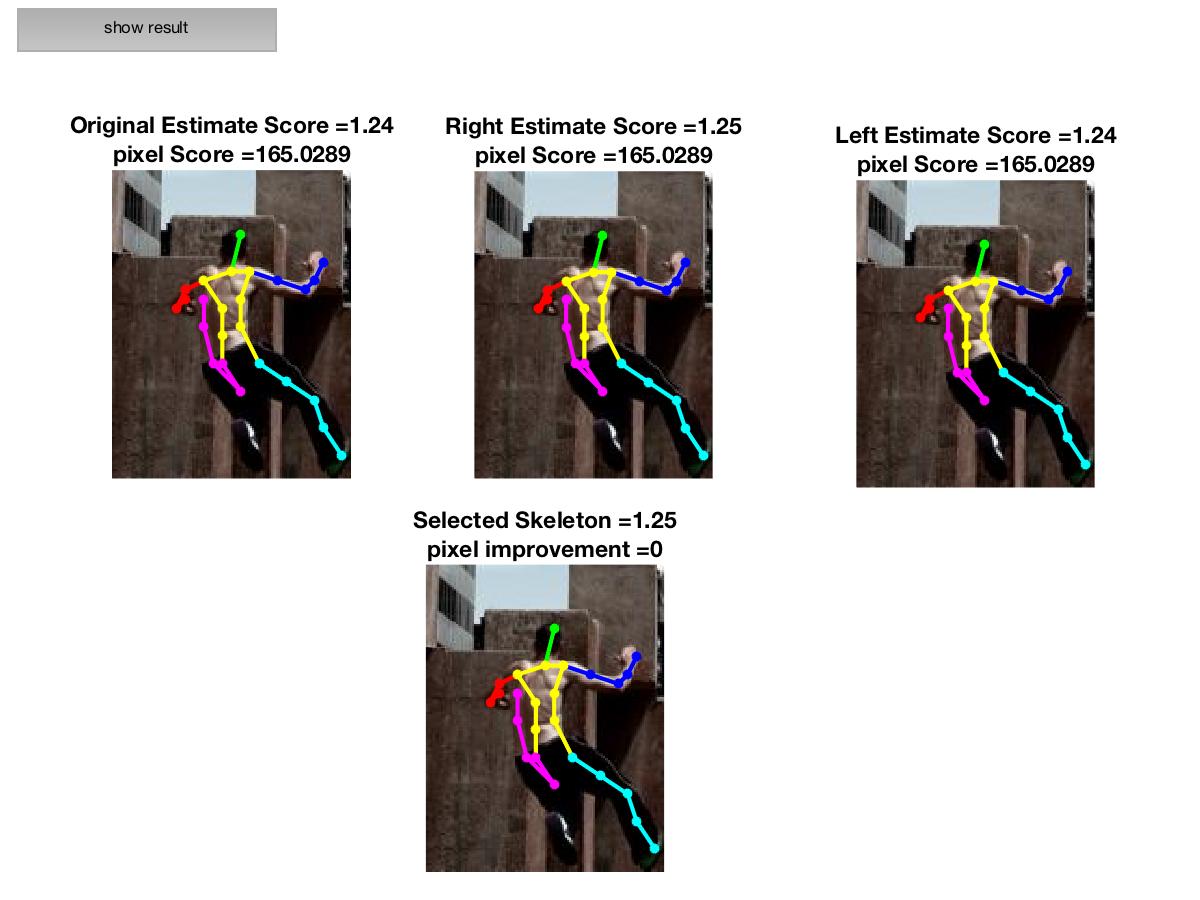 show result
Original Estimate Score =1.24
pixel Score =165.0289
Right Estimate Score =1.25
pixel Score =165.0289
Left Estimate Score =1.24
pixel Score =165.0289
Selected Skeleton =1.25
pixel improvement =0